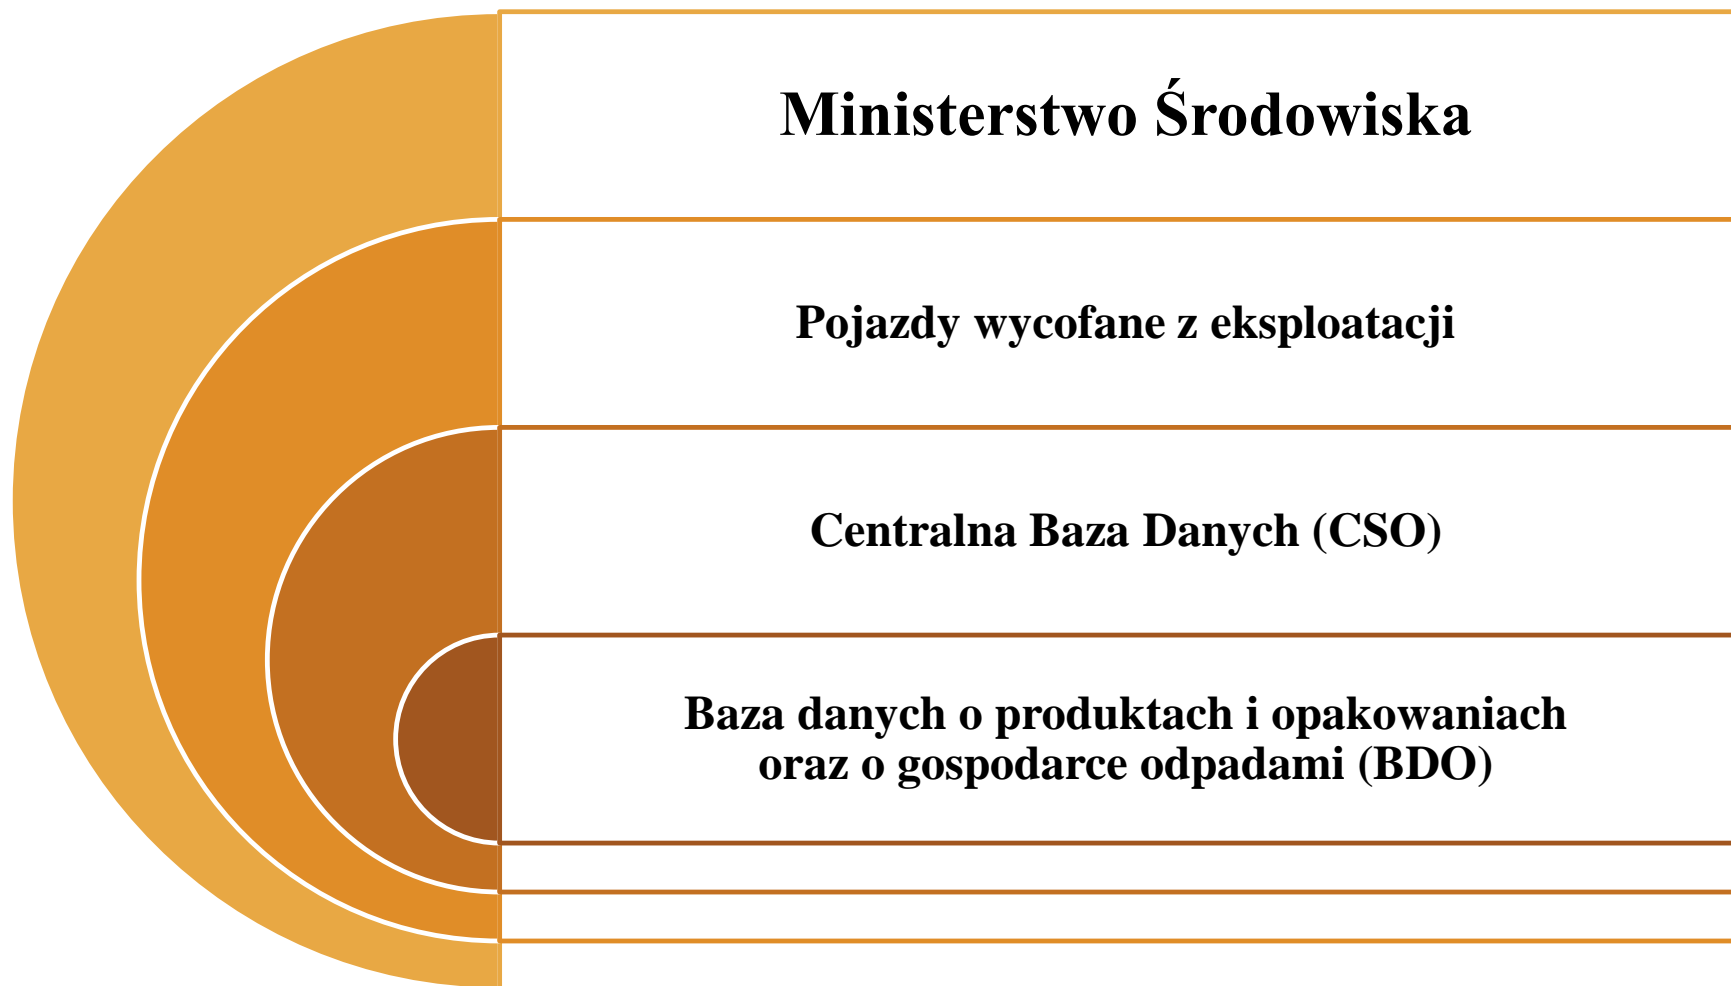 Ministerstwo Środowiska
Pojazdy wycofane z eksploatacji
Centralna Baza Danych (CSO)
Baza danych o produktach i opakowaniach
oraz o gospodarce odpadami (BDO)